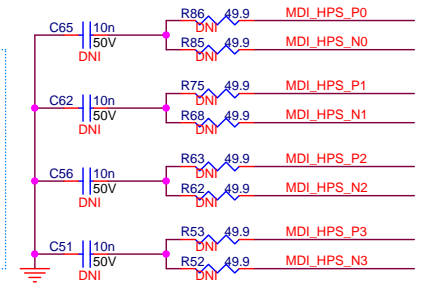 R86 49.9 MDI_HPS_P0
C65 10n DNI
50V R85 49.9 MDI_HPS_N0
DNI DNI
R75 49.9 MDI_HPS_P1
C62 10n DNI
50V R68 49.9 MDI_HPS_N1
DNI DNI
R63 49.9 MDI_HPS_P2
C56 10n DNI
50V R62 49.9 MDI_HPS_N2
DNI DNI
R53 49.9 MDI_HPS_P3
C51 10n DNI
50V R52 49.9 MDI_HPS_N3
DNI DNI